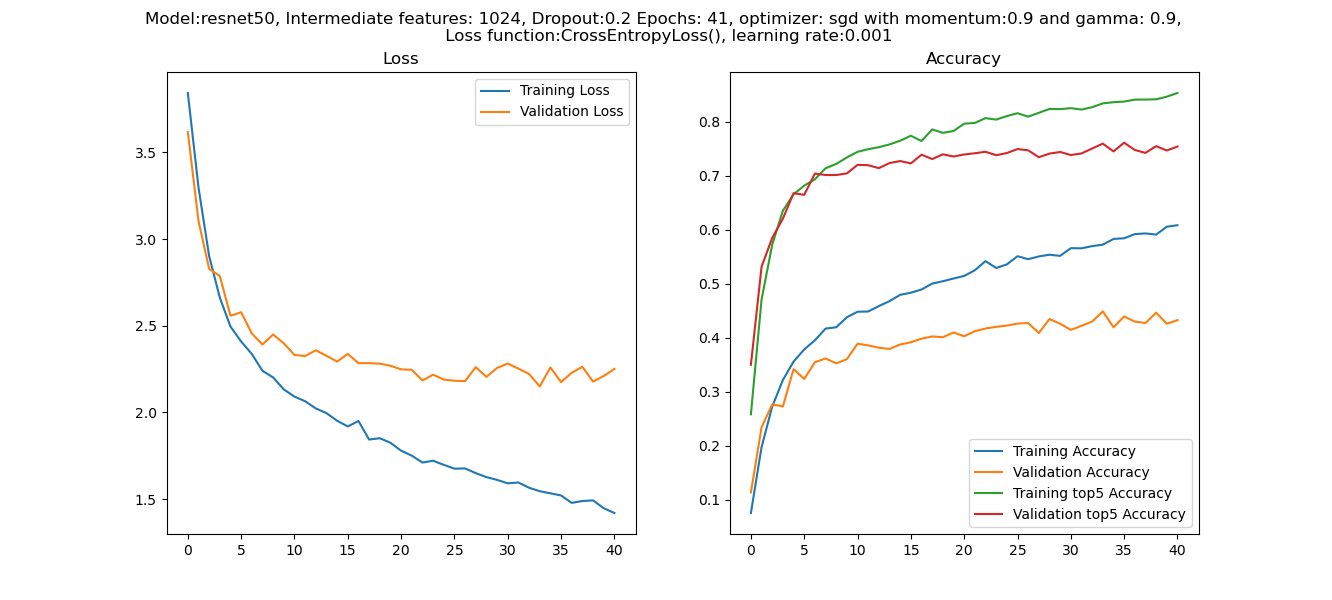 Model:resnet50, Intermediate features: 1024, Dropout:0.2 Epochs: 41, optimizer: sgd with momentum:0.9 and gamma: 0.9,
Loss function:CrossEntropyLoss(), learning rate:0.001
Loss
Training Loss
Validation Loss
3.5
3.0
2.5
2.0
1.5
0 5 10 15 20 25 30 35 40
Accuracy
0.8
0.7
0.6
0.5
0.4
0.3
0.2
0.1
Training Accuracy
Validation Accuracy
Training top5 Accuracy
Validation top5 Accuracy
0 5 10 15 20 25 30 35 40